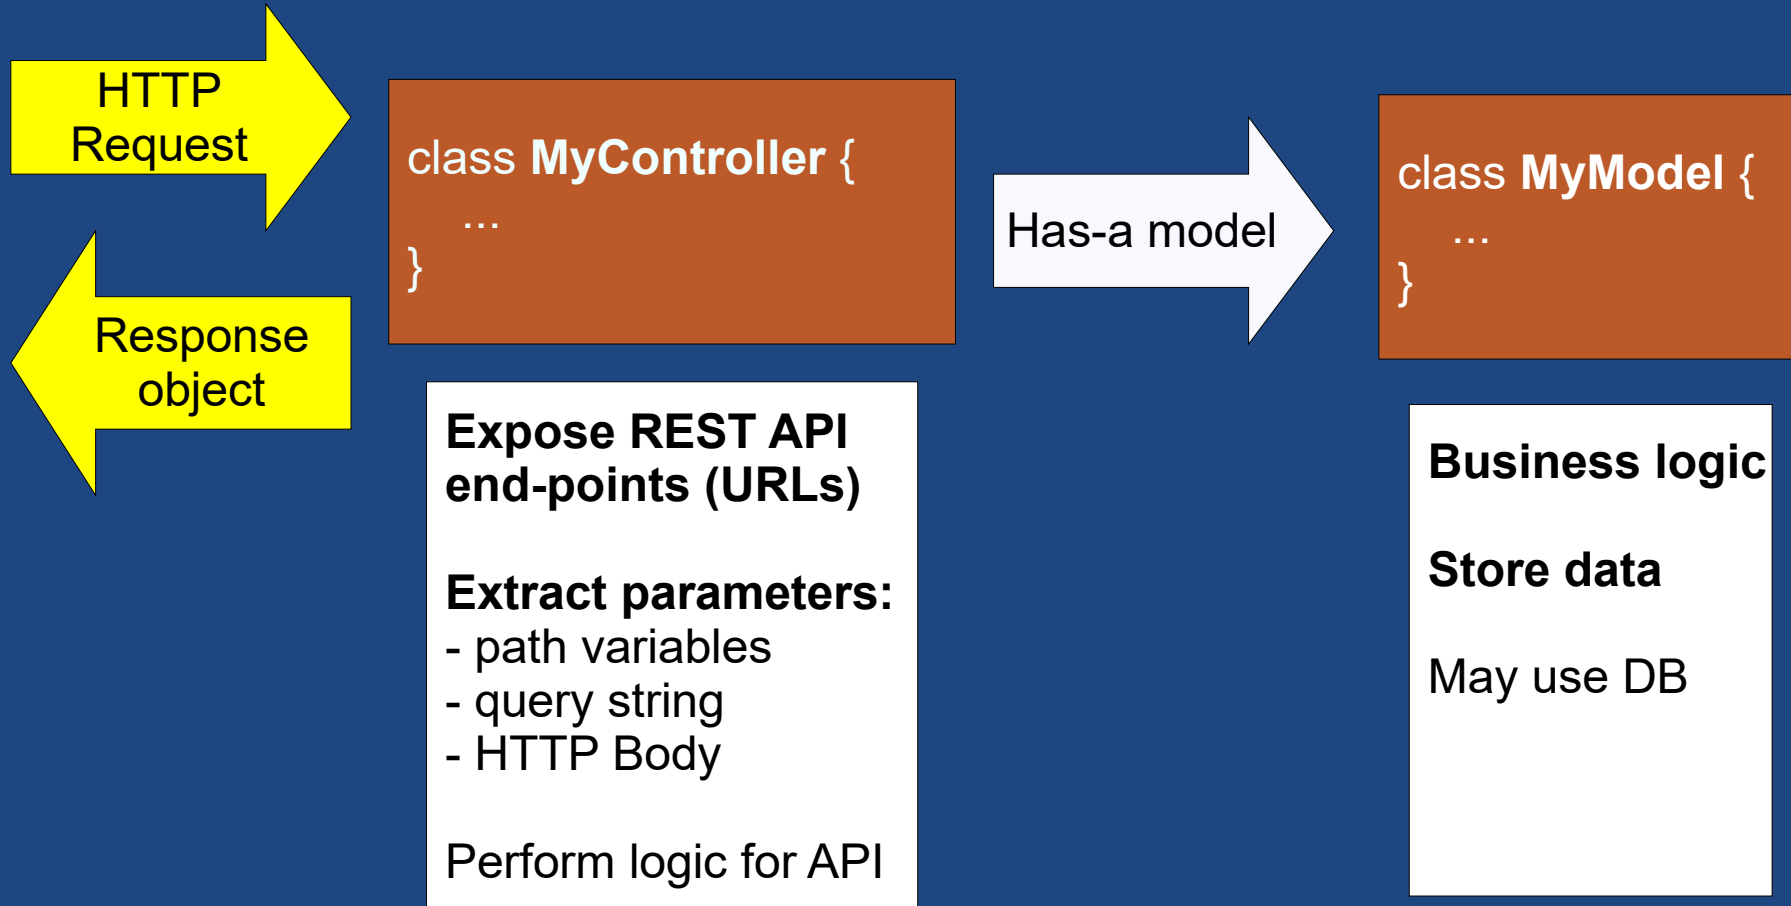 HTTP
Request
Response
object
class MyController {
...
}
Expose REST API
end-points (URLs)
Extract parameters:
- path variables
- query string
- HTTP Body
Perform logic for API
Has-a model
class MyModel {
...
}
Business logic
Store data
May use DB